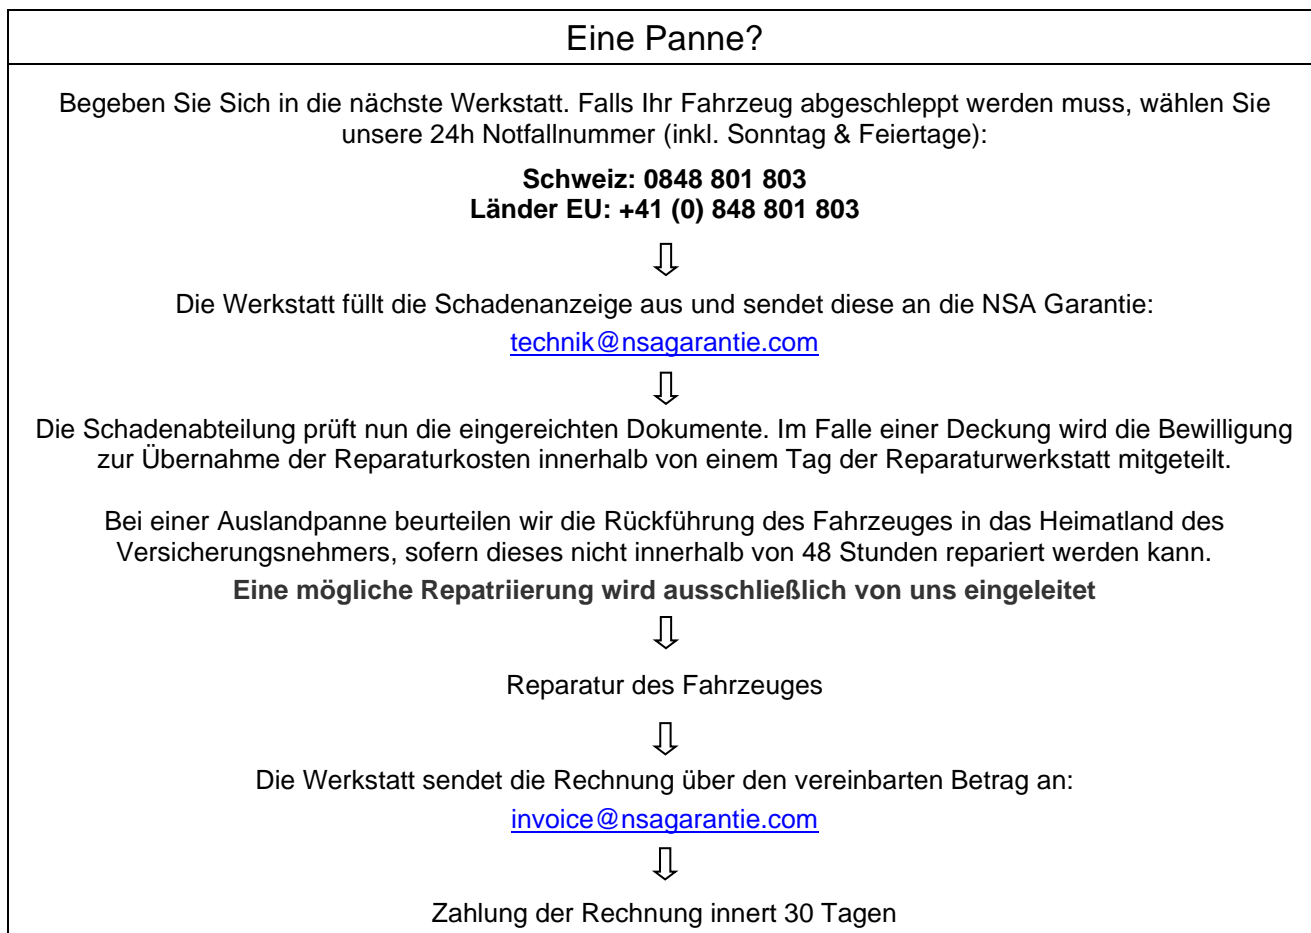 Eine Panne?
Begeben Sie Sich in die nächste Werkstatt. Falls Ihr Fahrzeug abgeschleppt werden muss, wählen Sie
unsere 24h Notfallnummer (inkl. Sonntag & Feiertage):
Schweiz: 0848 801 803
Länder EU: +41 (0) 848 801 803
Die Werkstatt füllt die Schadenanzeige aus und sendet diese an die NSA Garantie:
technik@nsagarantie.com
Die Schadenabteilung prüft nun die eingereichten Dokumente. Im Falle einer Deckung wird die Bewilligung
zur Übernahme der Reparaturkosten innerhalb von einem Tag der Reparaturwerkstatt mitgeteilt.
Bei einer Auslandpanne beurteilen wir die Rückführung des Fahrzeuges in das Heimatland des
Versicherungsnehmers, sofern dieses nicht innerhalb von 48 Stunden repariert werden kann.
Eine mögliche Repatriierung wird ausschließlich von uns eingeleitet
Reparatur des Fahrzeuges
Die Werkstatt sendet die Rechnung über den vereinbarten Betrag an:
invoice@nsagarantie.com
Zahlung der Rechnung innert 30 Tagen